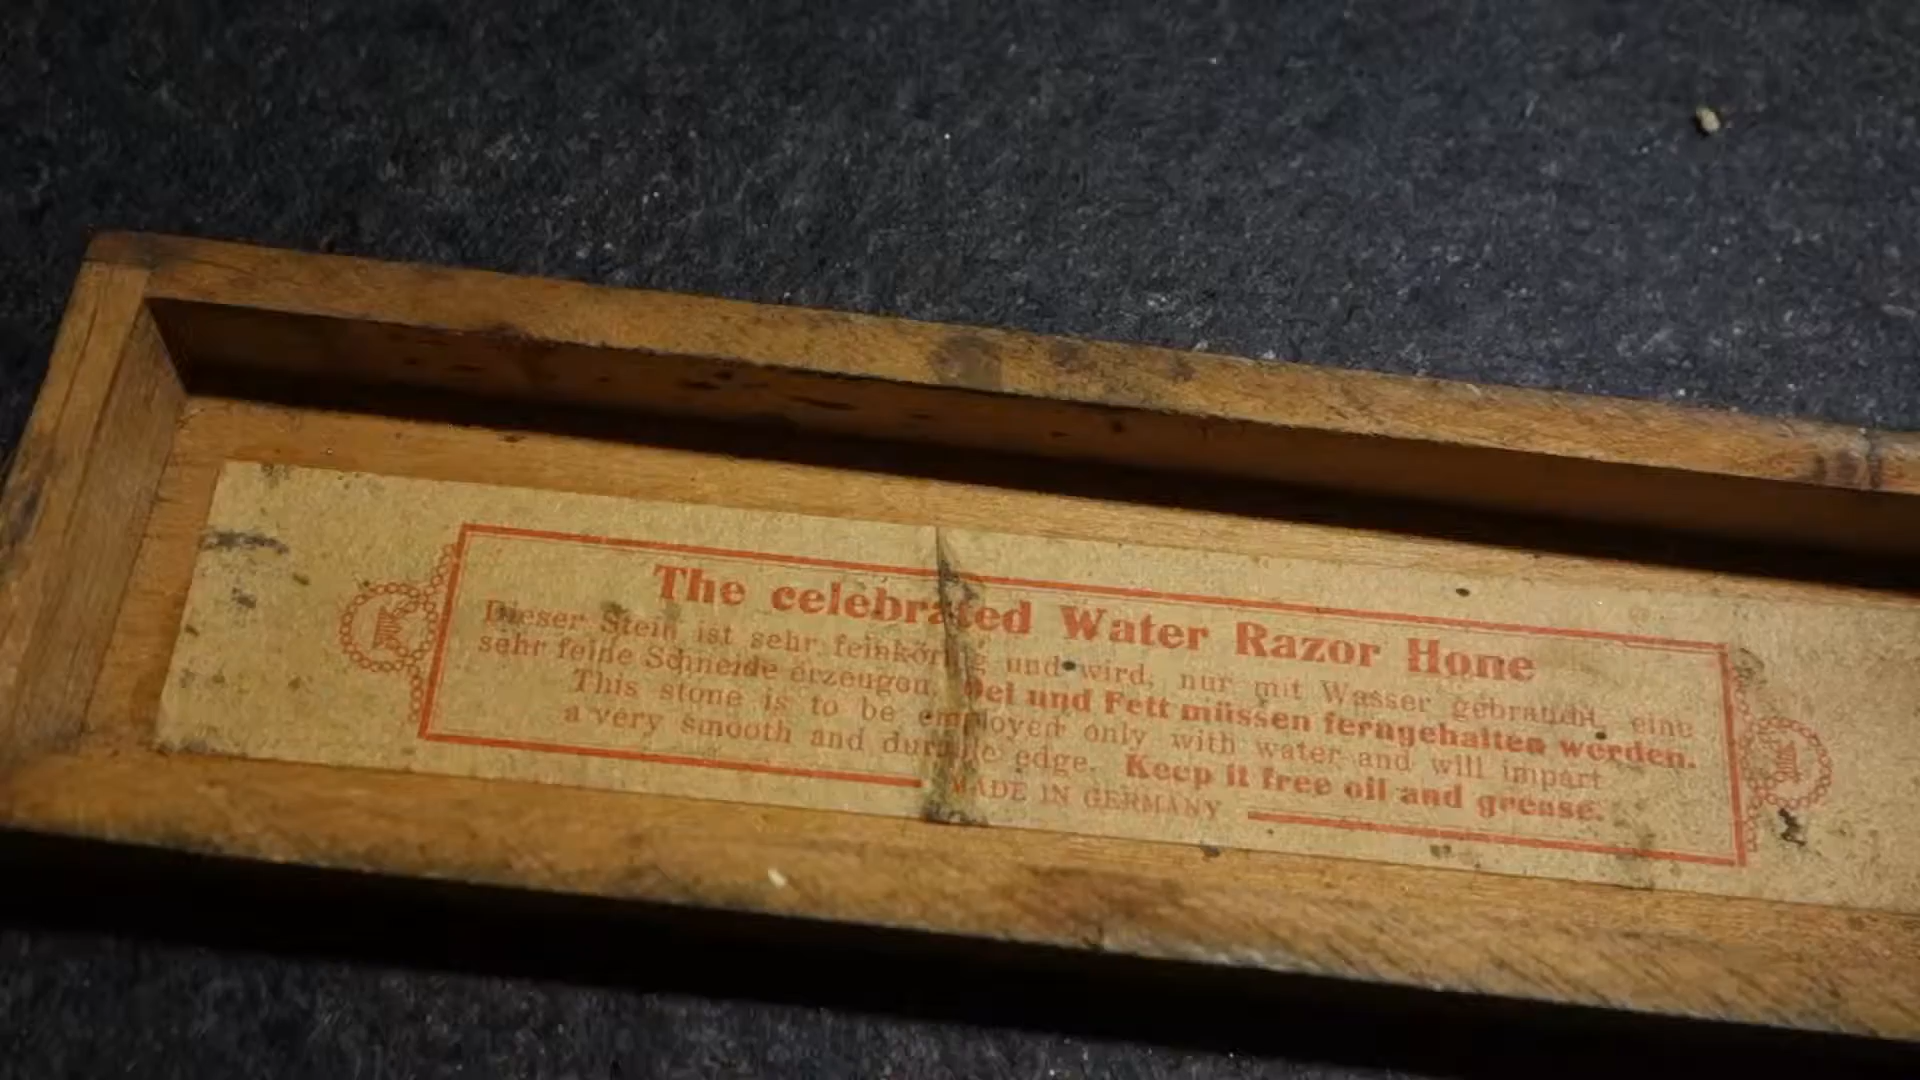 The celebrated Water Razor Hone
Dieser Stein ist sehr feinkörnig und wird, nur mit Wasser gebraucht, eine
sehr feine Schneide erzeugen. Oel und Fett müssen ferngehalten werden.
This stone is to be employed only with water and will impart
a very smooth and durable edge. Keep it free oil and grease.
MADE IN GERMANY